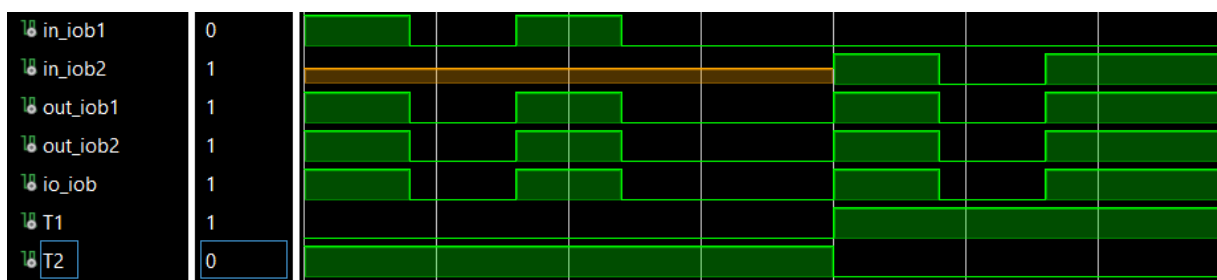 in_iob1 0
in_iob2 1
out_iob1 1
out_iob2 1
io_iob 1
T1 1
T2 0